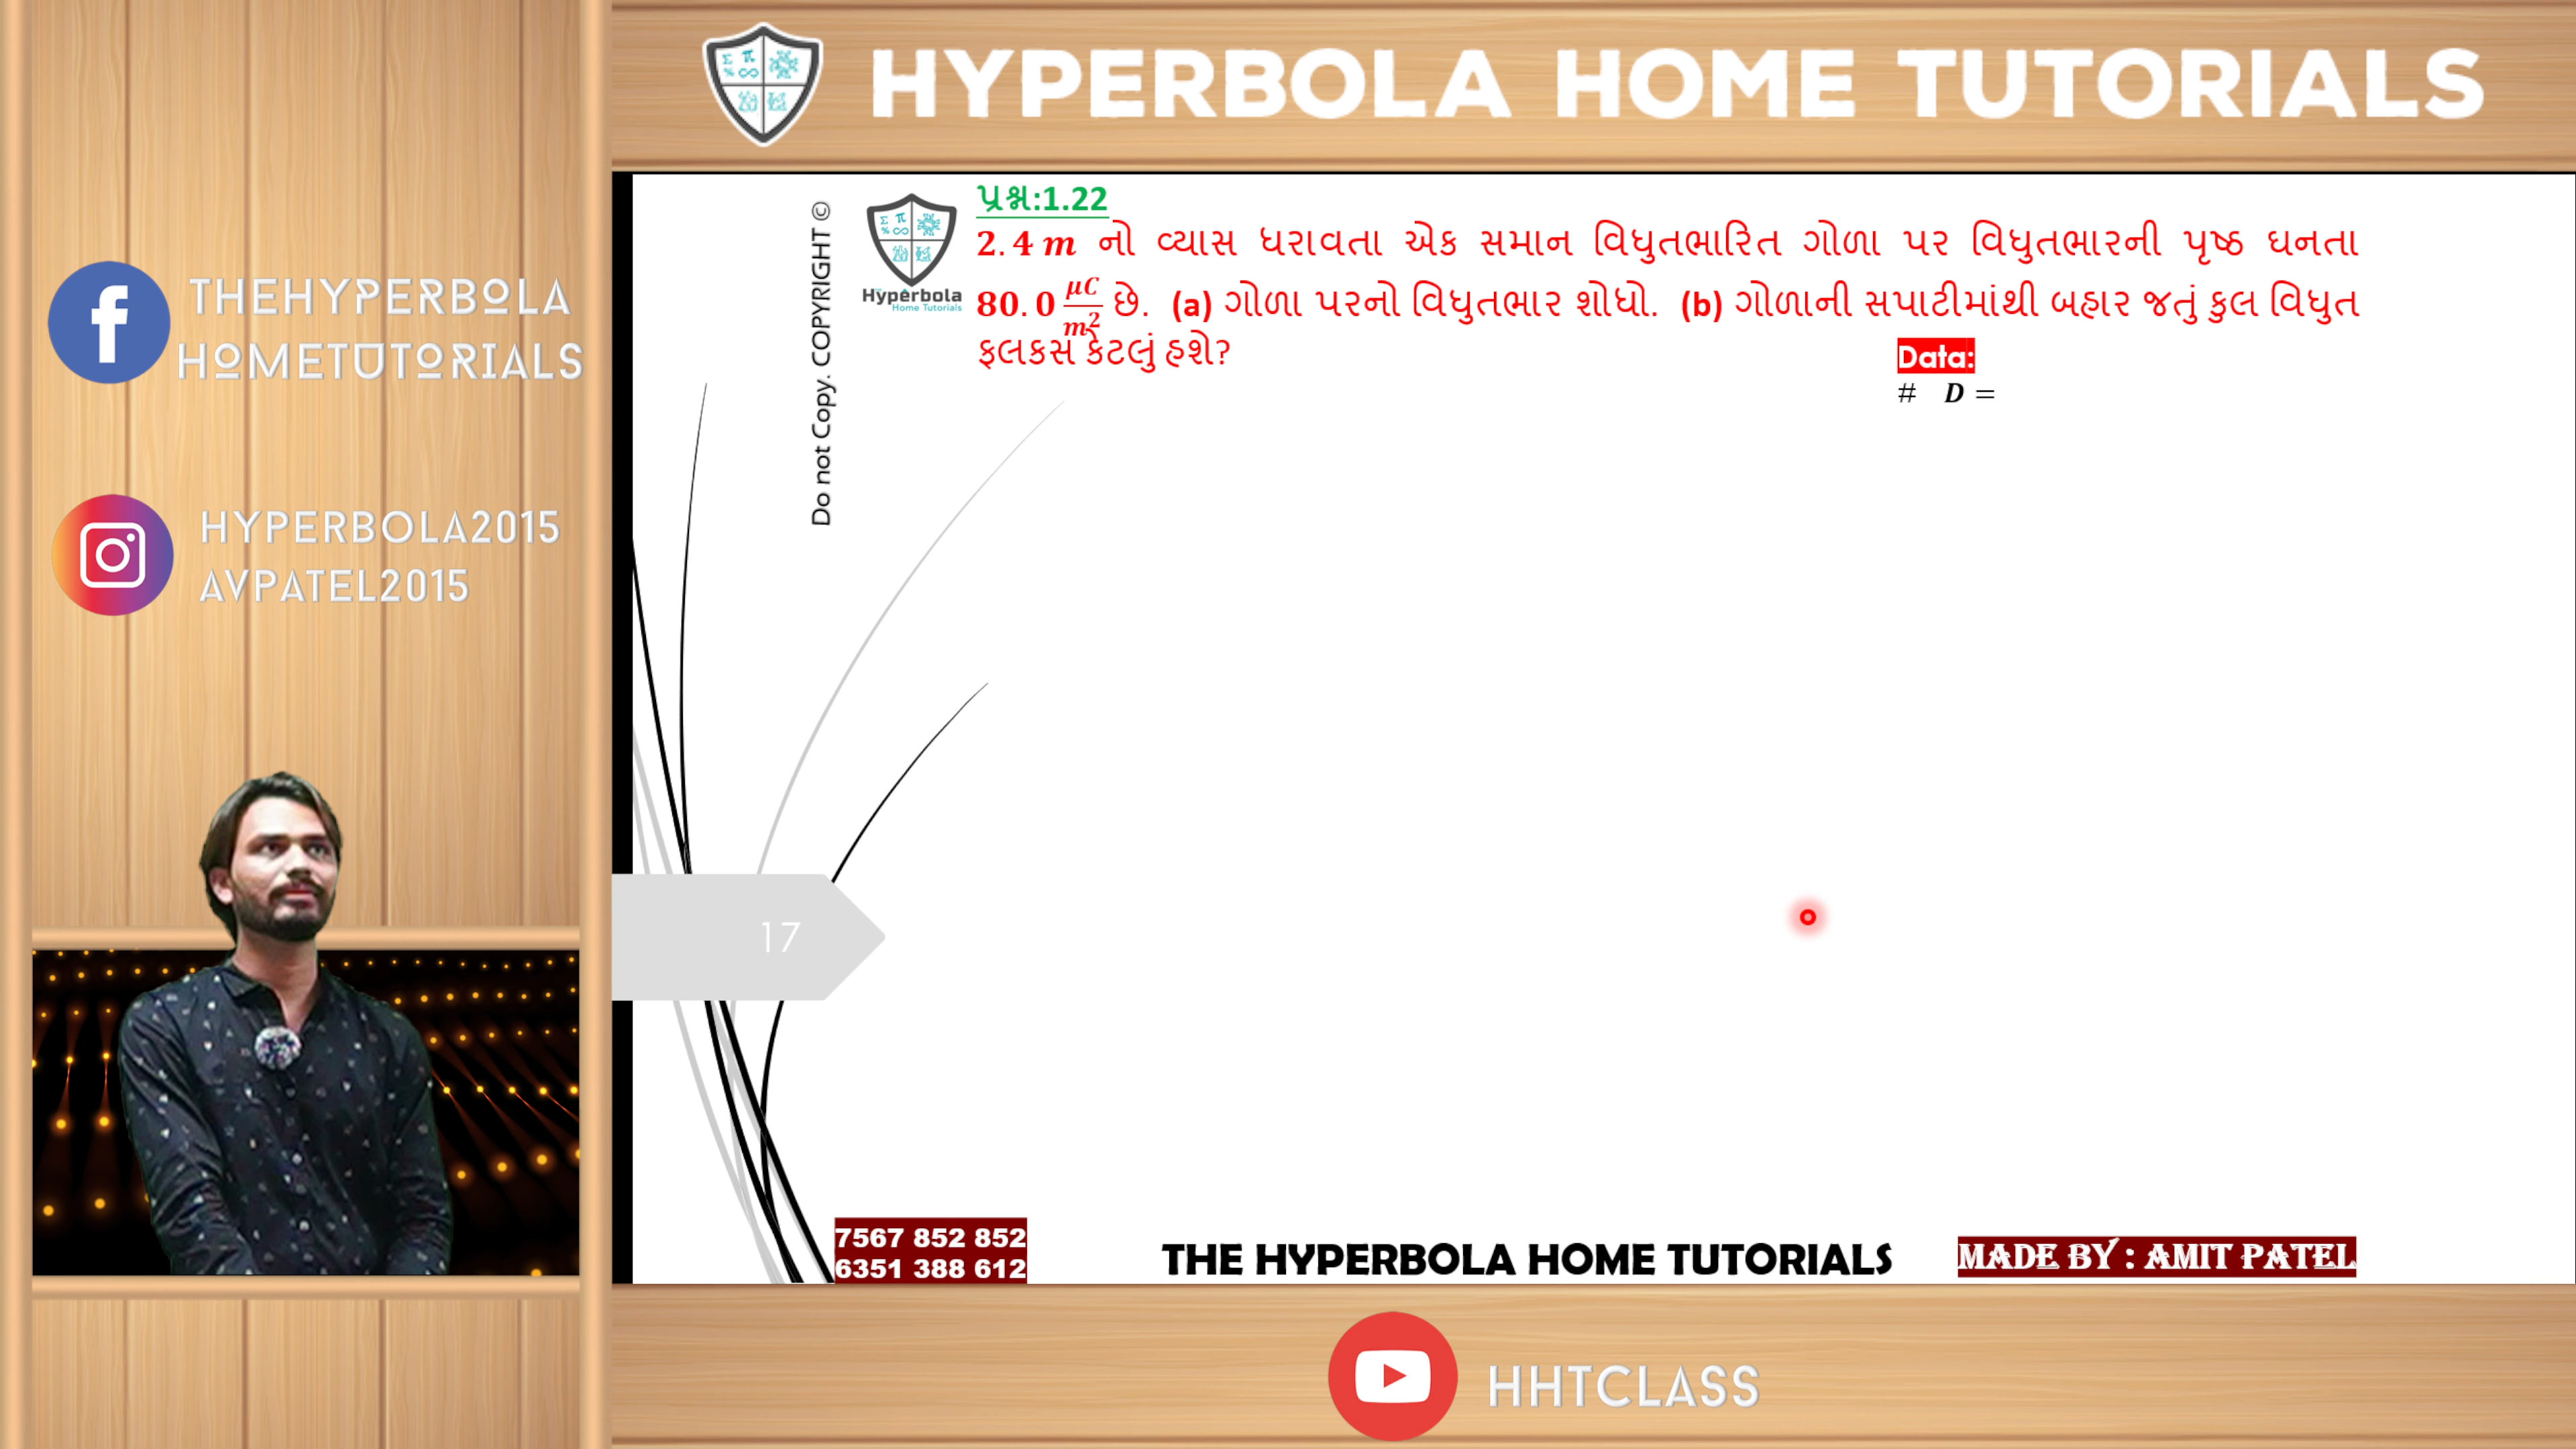 HYPERBOLA HOME TUTORIALS
THEHYPERBOLA
HOMETUTORIALS
HYPERBOLA2015
AVPATEL2015
Do not Copy. COPYRIGHT ©
Hyperbola
Home Tutorials
પ્રશ્ન:1.22
2.4 m નો વ્યાસ ધરાવતા એક સમાન વિધુતભારિત ગોળા પર વિધુતભારની પૃષ્ઠ ઘનતા
80.0 μC/m² છે. (a) ગોળા પરનો વિધુતભાર શોધો. (b) ગોળાની સપાટીમાંથી બહાર જતું કુલ વિધુત
ફલકસ કેટલું હશે?
Data:
# D =
17
7567 852 852
6351 388 612
THE HYPERBOLA HOME TUTORIALS
MADE BY : AMIT PATEL
HHTCLASS